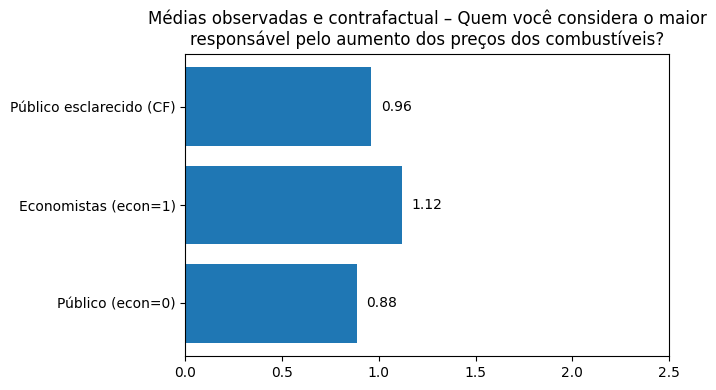 Médias observadas e contrafactual – Quem você considera o maior
responsável pelo aumento dos preços dos combustíveis?
Público esclarecido (CF)
0.96
Economistas (econ=1)
1.12
Público (econ=0)
0.88
0.0 0.5 1.0 1.5 2.0 2.5